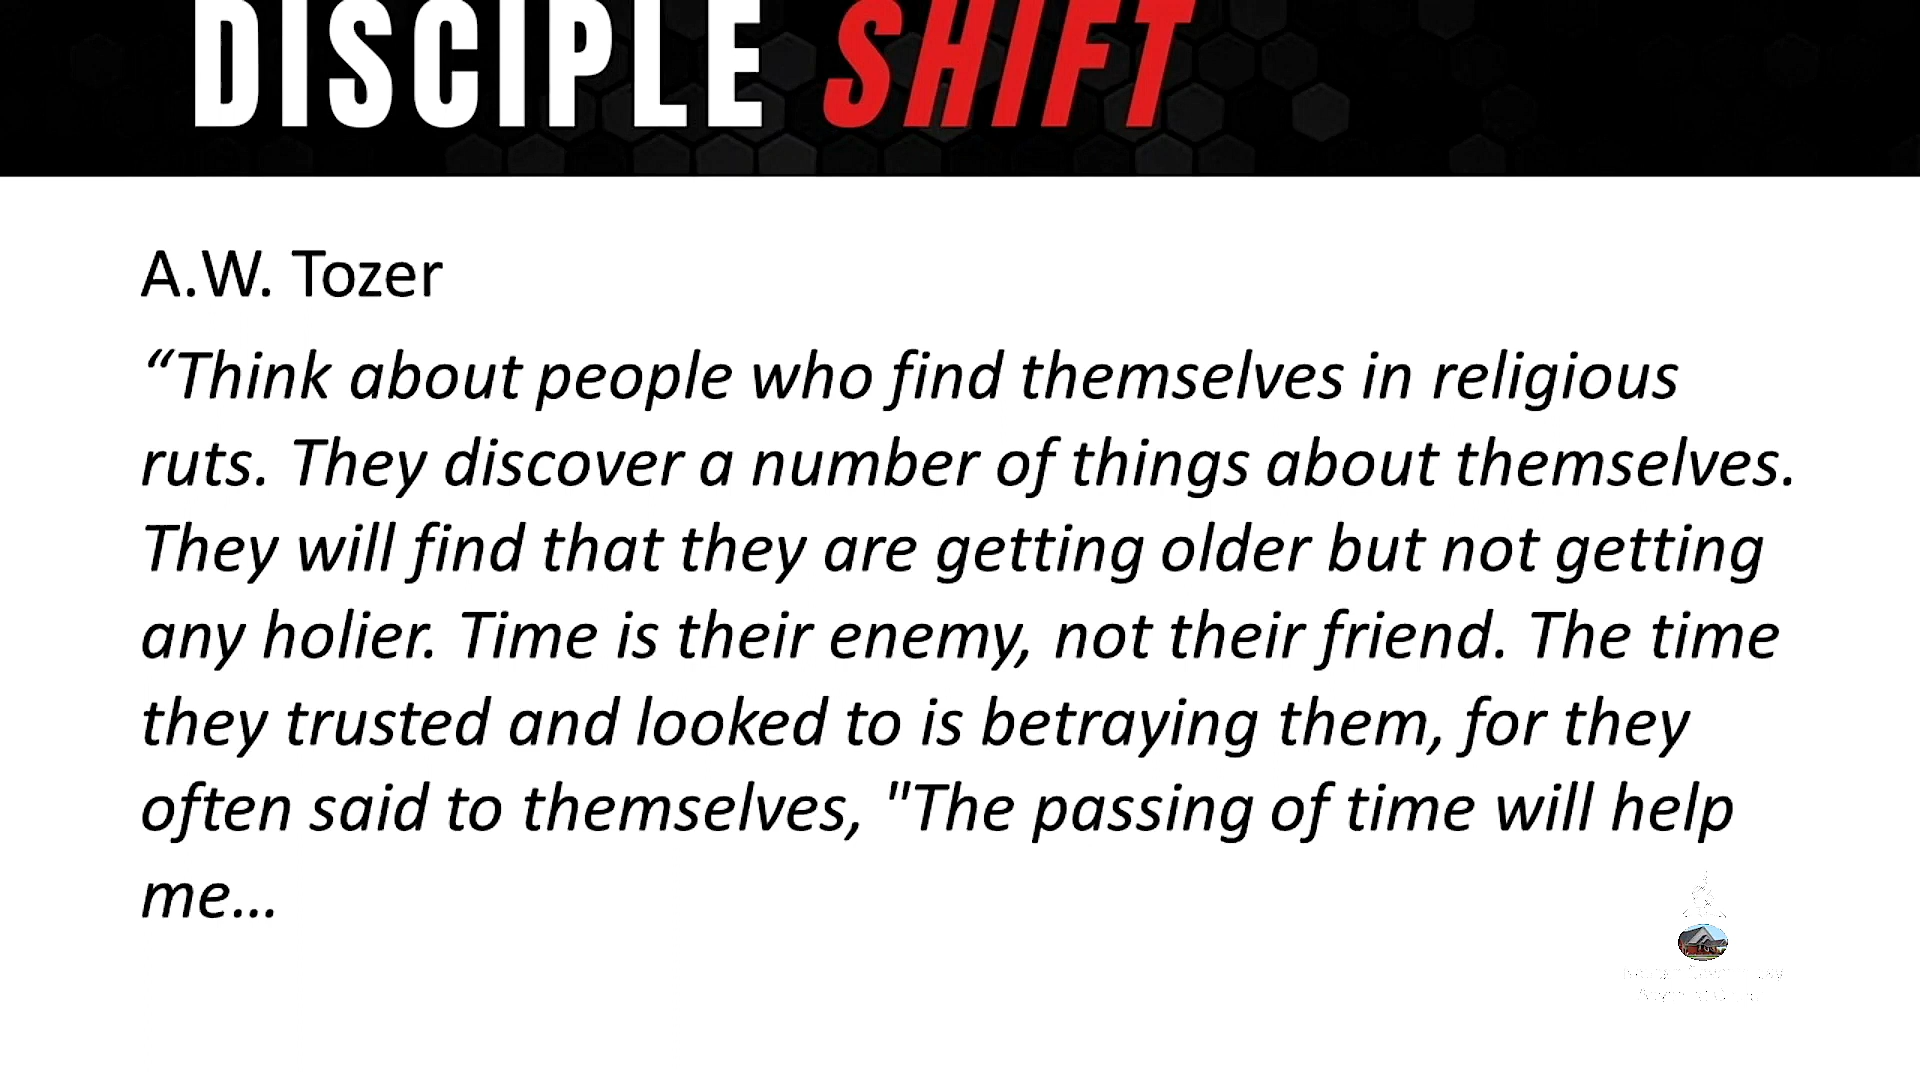 DISCIPLE SHIFT
A.W. Tozer
“Think about people who find themselves in religious
ruts. They discover a number of things about themselves.
They will find that they are getting older but not getting
any holier. Time is their enemy, not their friend. The time
they trusted and looked to is betraying them, for they
often said to themselves, "The passing of time will help
me...